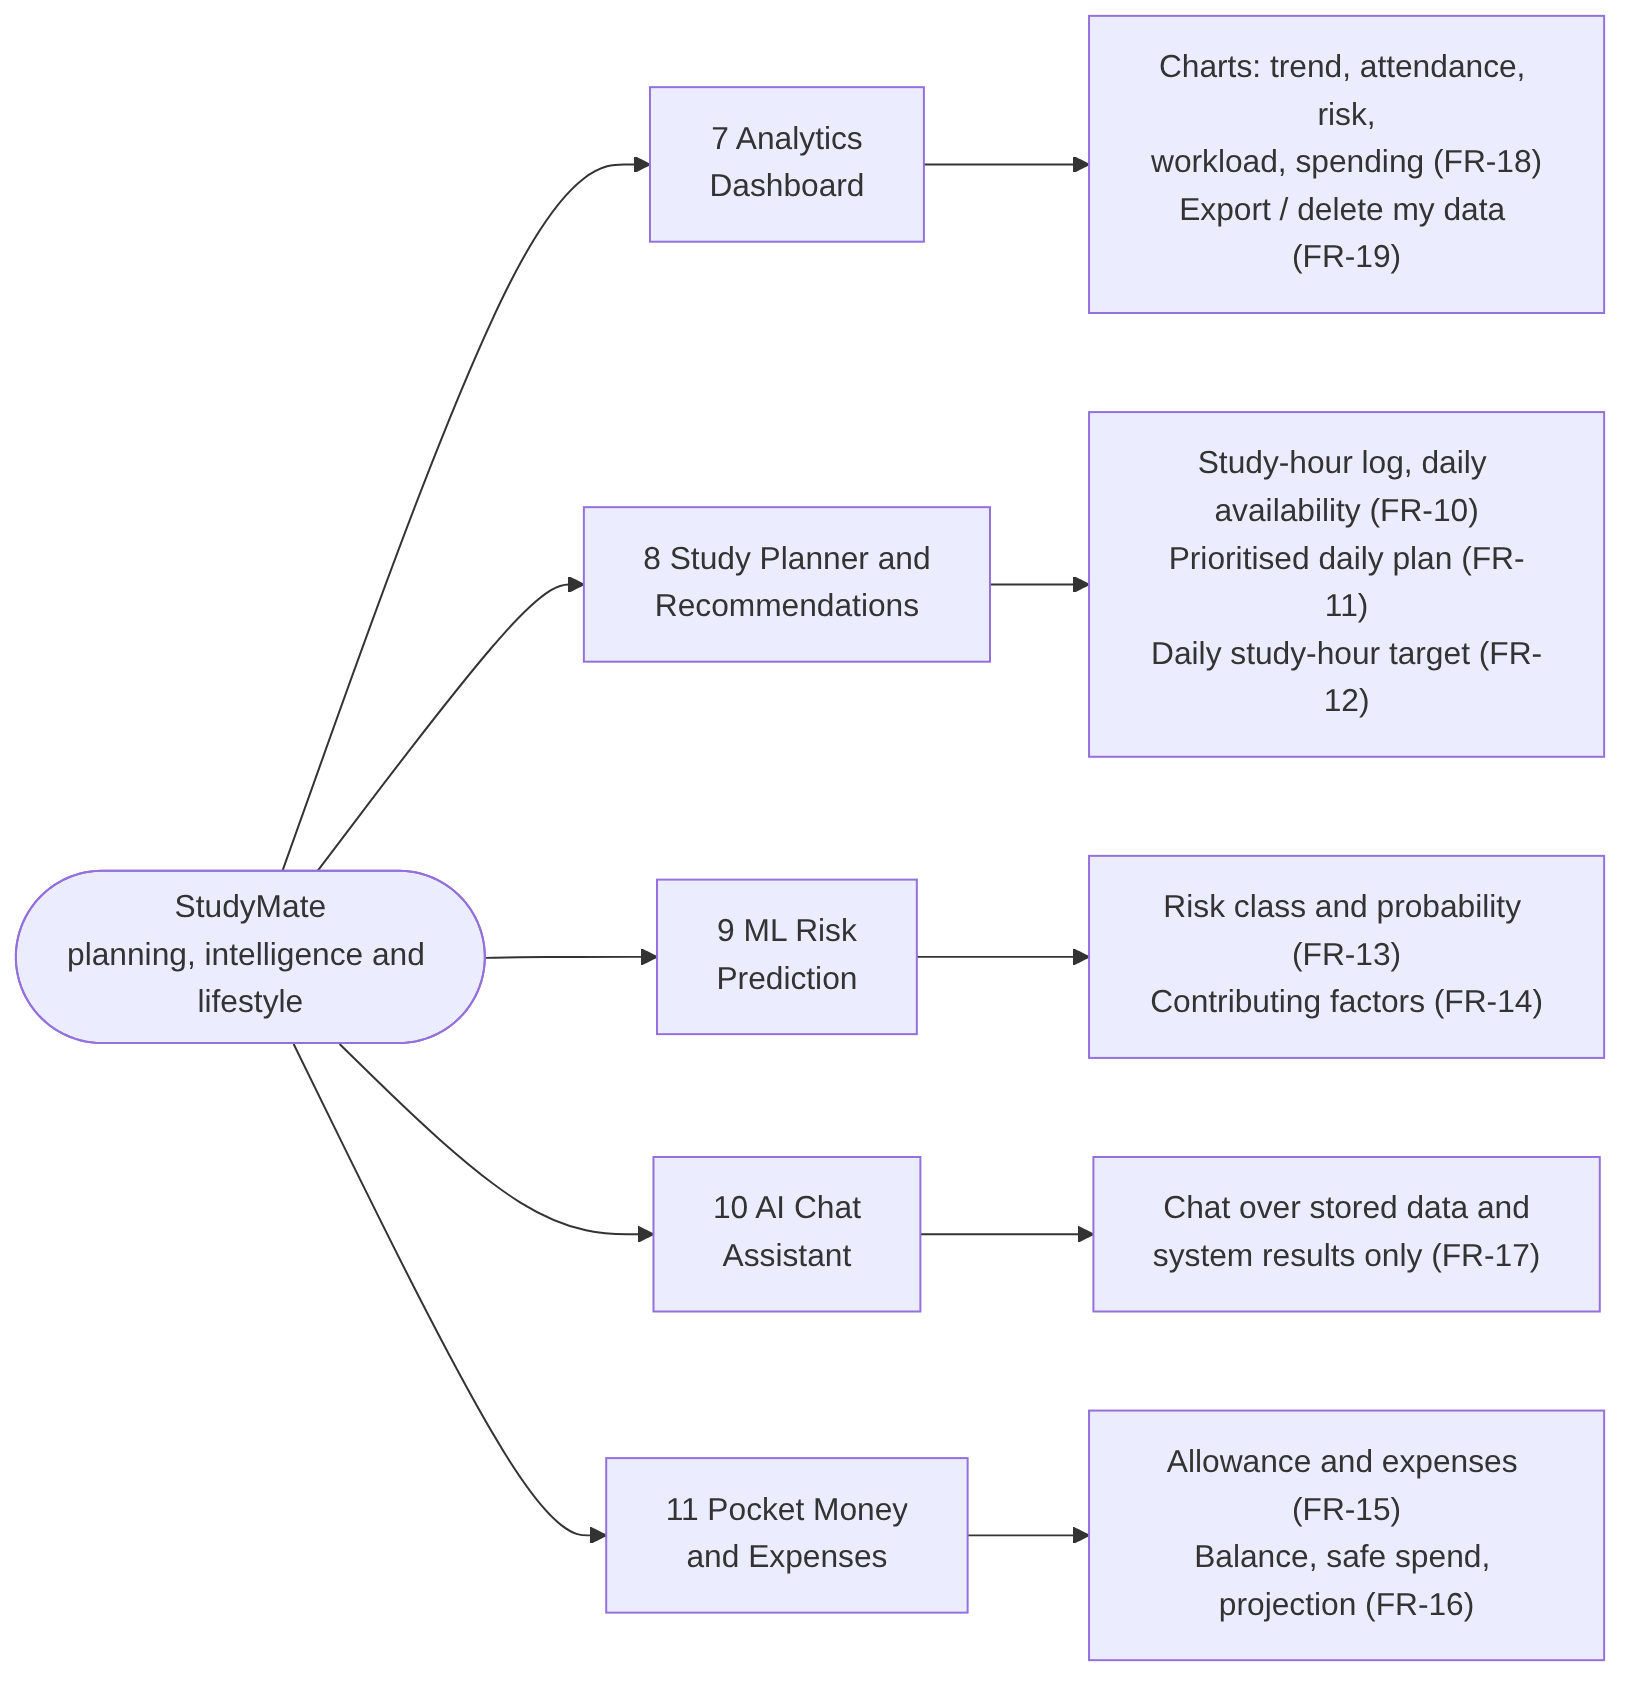 StudyMate
planning, intelligence and
lifestyle
7 Analytics
Dashboard
Charts: trend, attendance,
risk,
workload, spending (FR-18)
Export / delete my data
(FR-19)
8 Study Planner and
Recommendations
Study-hour log, daily
availability (FR-10)
Prioritised daily plan (FR-
11)
Daily study-hour target (FR-
12)
9 ML Risk
Prediction
Risk class and probability
(FR-13)
Contributing factors (FR-14)
10 AI Chat
Assistant
Chat over stored data and
system results only (FR-17)
11 Pocket Money
and Expenses
Allowance and expenses
(FR-15)
Balance, safe spend,
projection (FR-16)